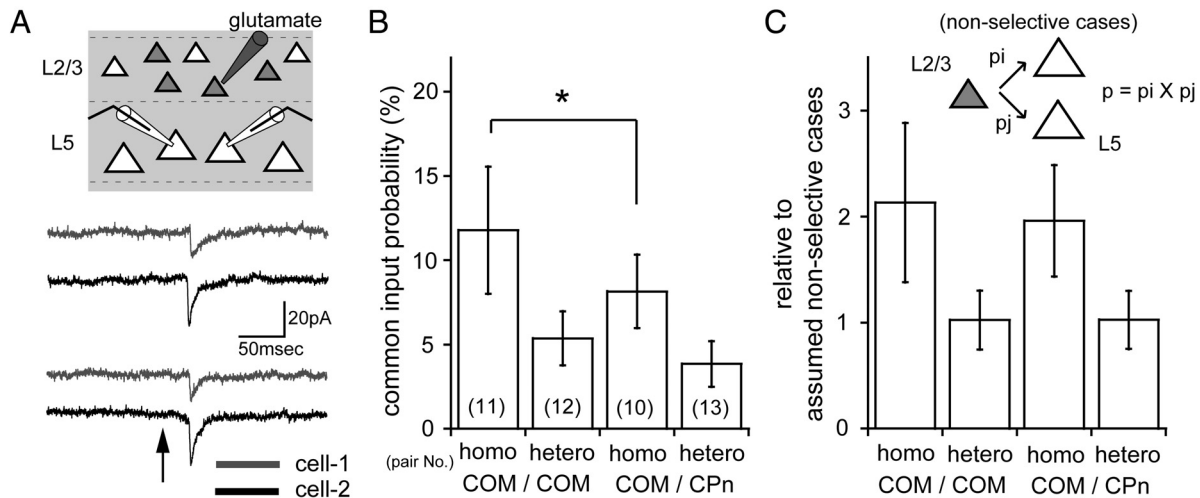 A
glutamate
L2/3
L5
20pA
50msec
cell-1
cell-2
B
common input probability (%)
20
15
10
5
0
*
(11)
(12)
(10)
(13)
(pair No.)
homo
hetero
homo
hetero
COM / COM
COM / CPn
C
(non-selective cases)
L2/3
pi
pj
p = pi X pj
L5
relative to
assumed non-selective cases
3
2
1
0
homo
hetero
homo
hetero
COM / COM
COM / CPn